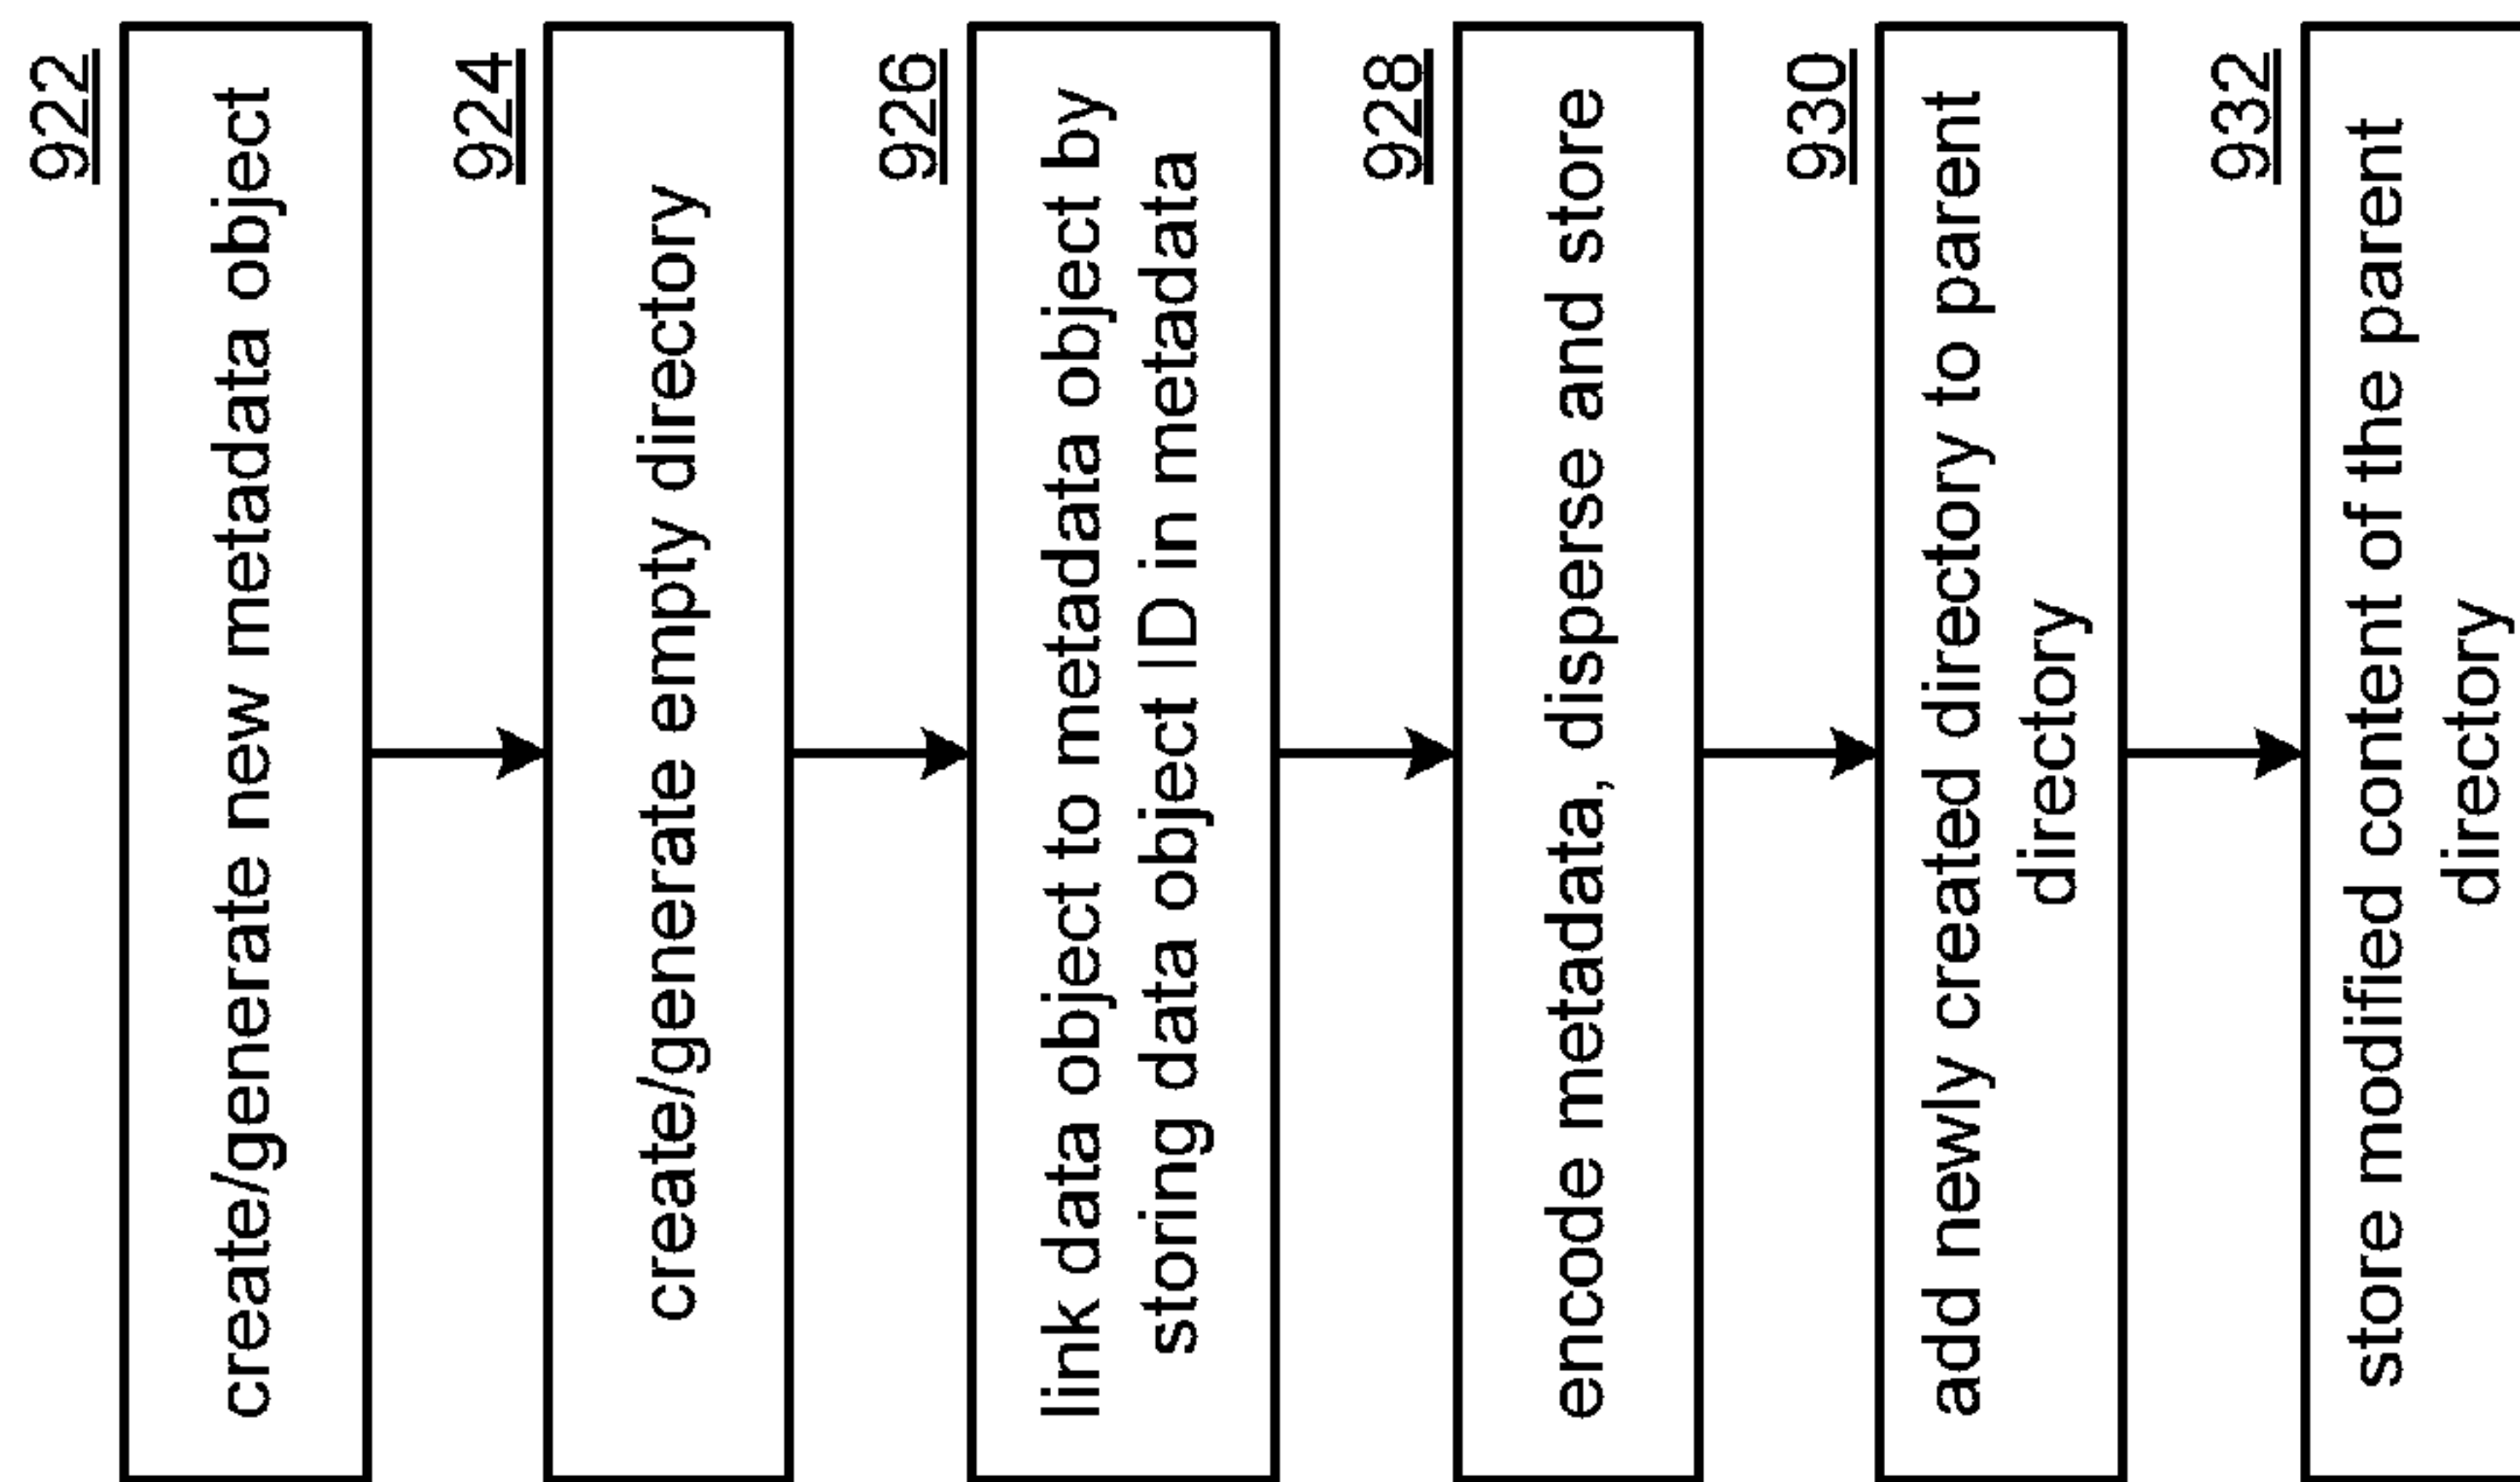 922
create/generate new metadata object
924
create/generate empty directory
926
link data object to metadata object by
storing data object ID in metadata
928
encode metadata, disperse and store
930
add newly created directory to parent
directory
932
store modified content of the parent
directory